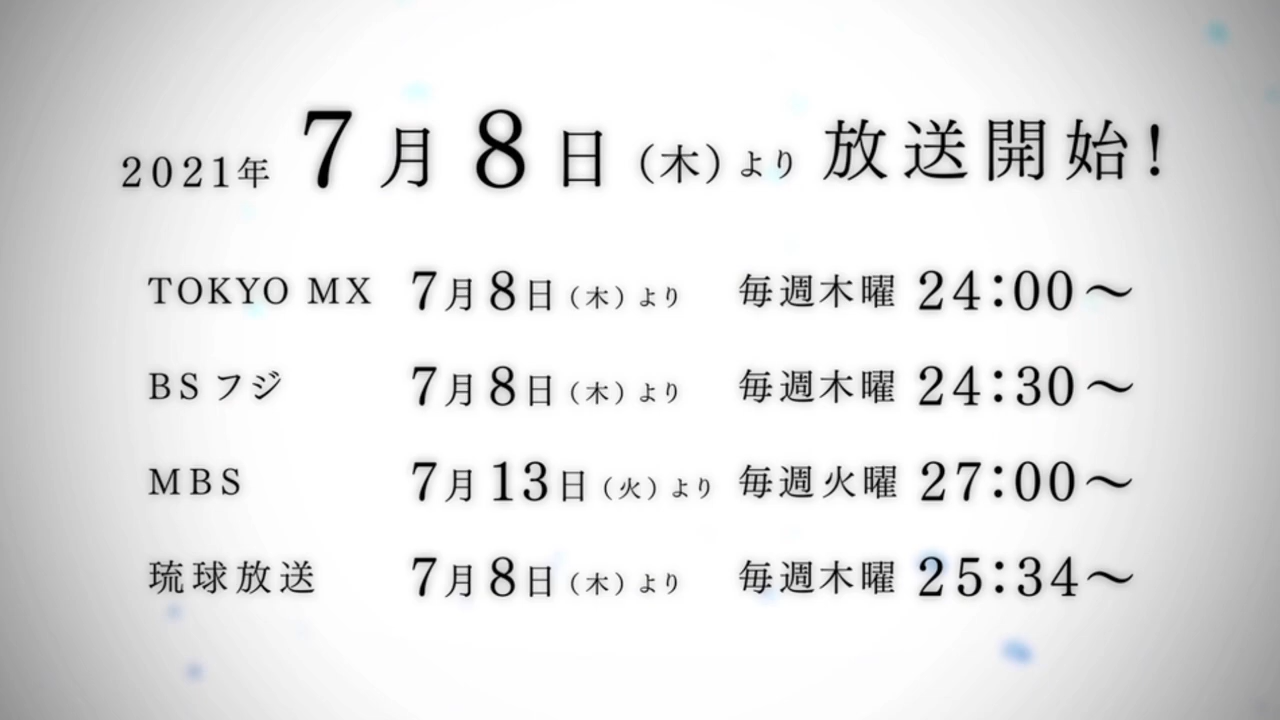 2021年 7月8日(木)より 放送開始!
TOKYO MX 7月8日(木)より 毎週木曜 24:00〜
BSフジ 7月8日(木)より 毎週木曜 24:30〜
MBS 7月13日(火)より 毎週火曜 27:00〜
琉球放送 7月8日(木)より 毎週木曜 25:34〜